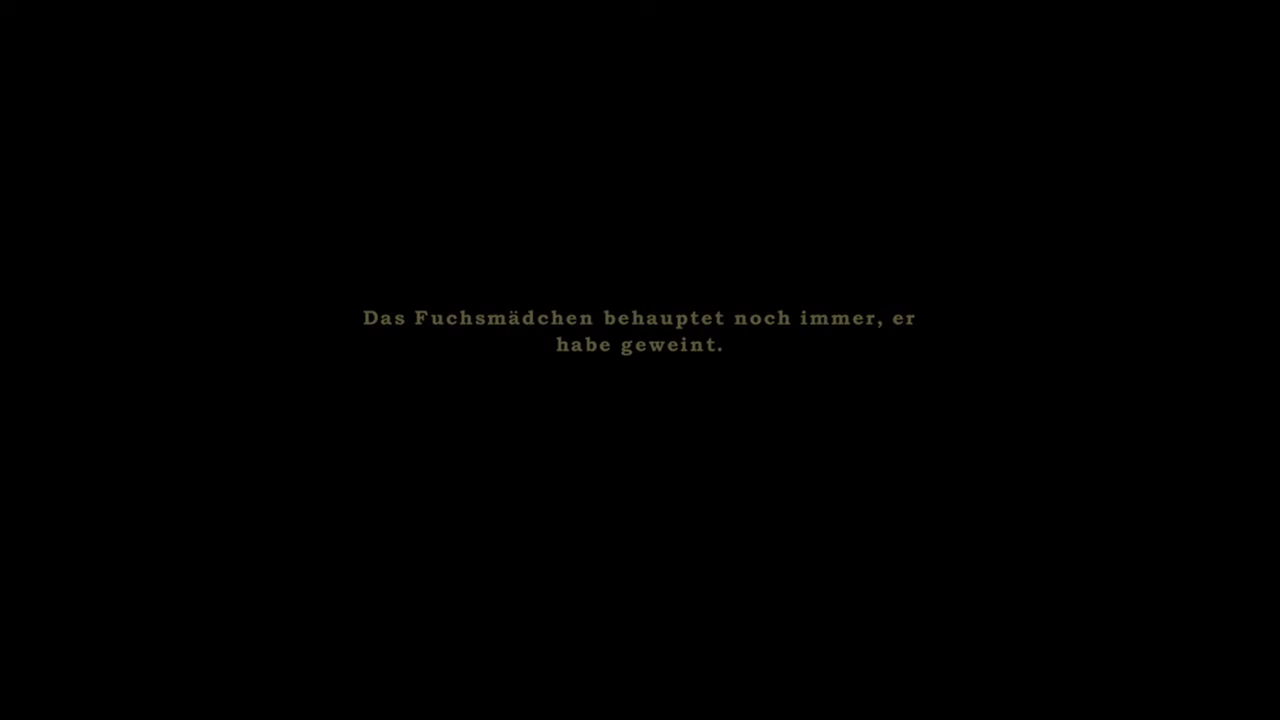 Das Fuchsmädchen behauptet noch immer, er
habe geweint.